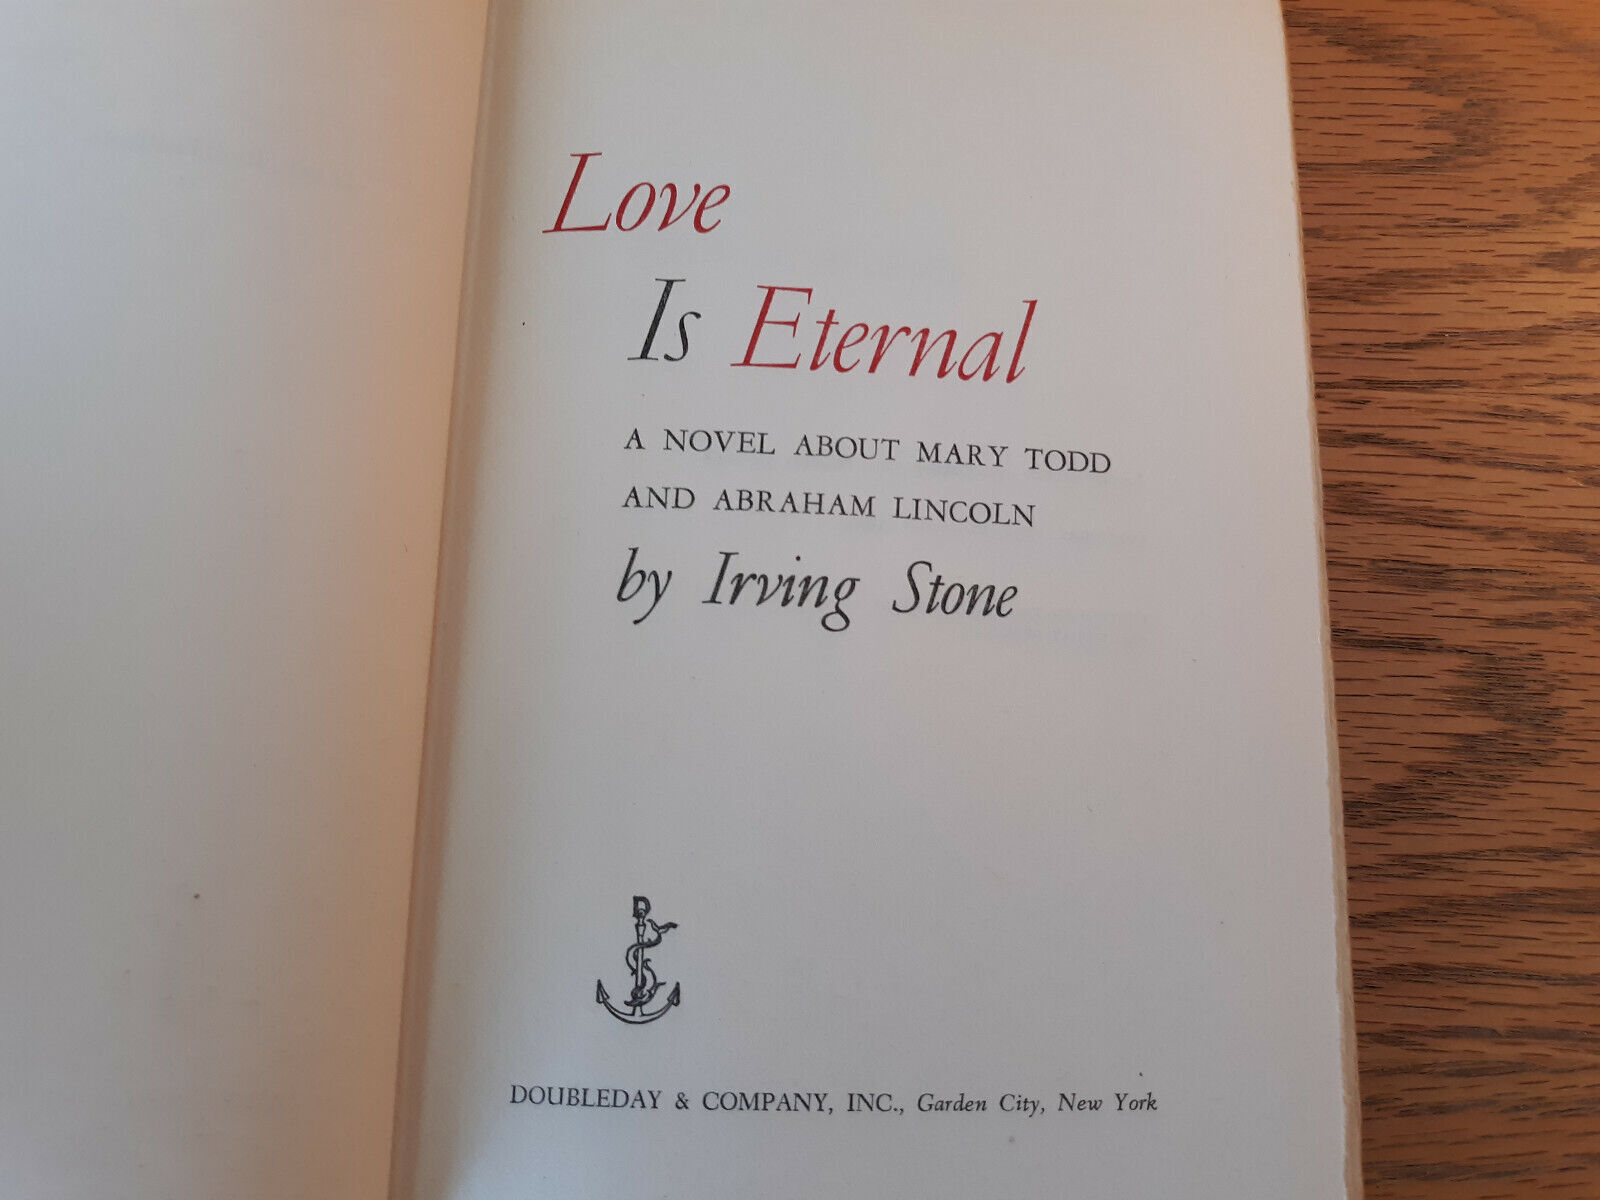 Love
Is Eternal
A NOVEL ABOUT MARY TODD
AND ABRAHAM LINCOLN
by Irving Stone
D
DOUBLEDAY & COMPANY, INC., Garden City, New York